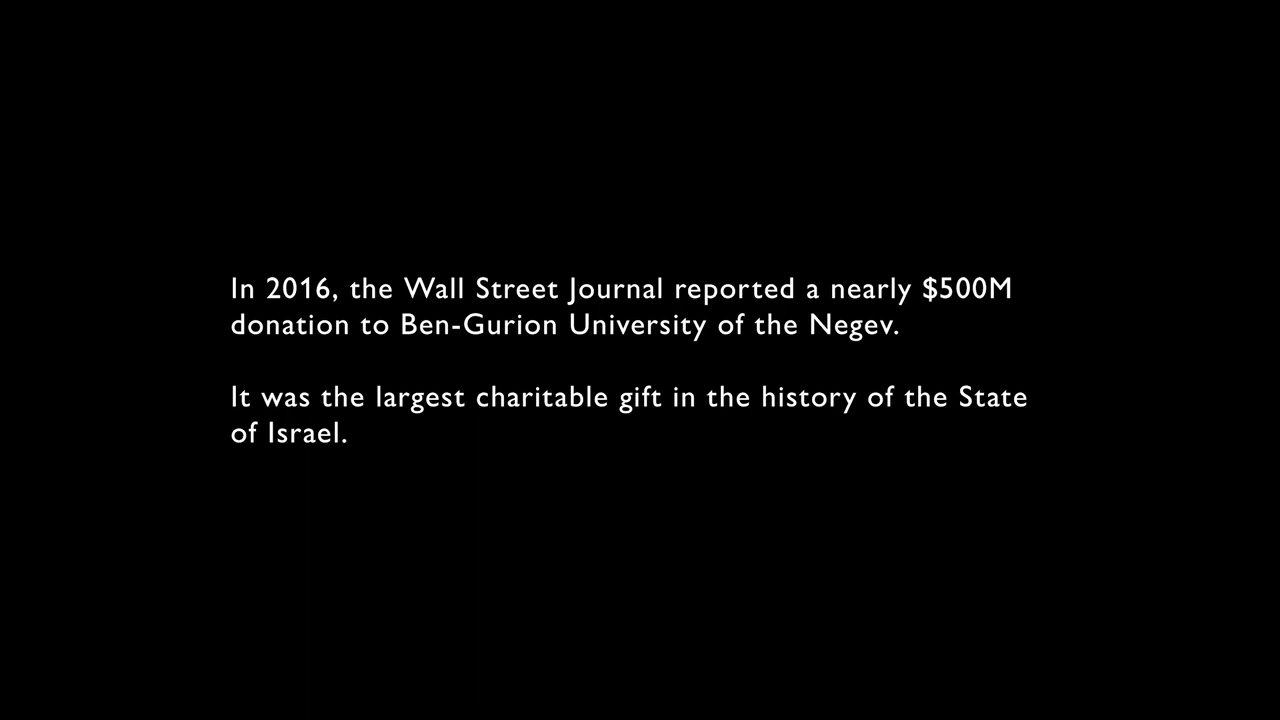 In 2016, the Wall Street Journal reported a nearly $500M
donation to Ben-Gurion University of the Negev.
It was the largest charitable gift in the history of the State
of Israel.